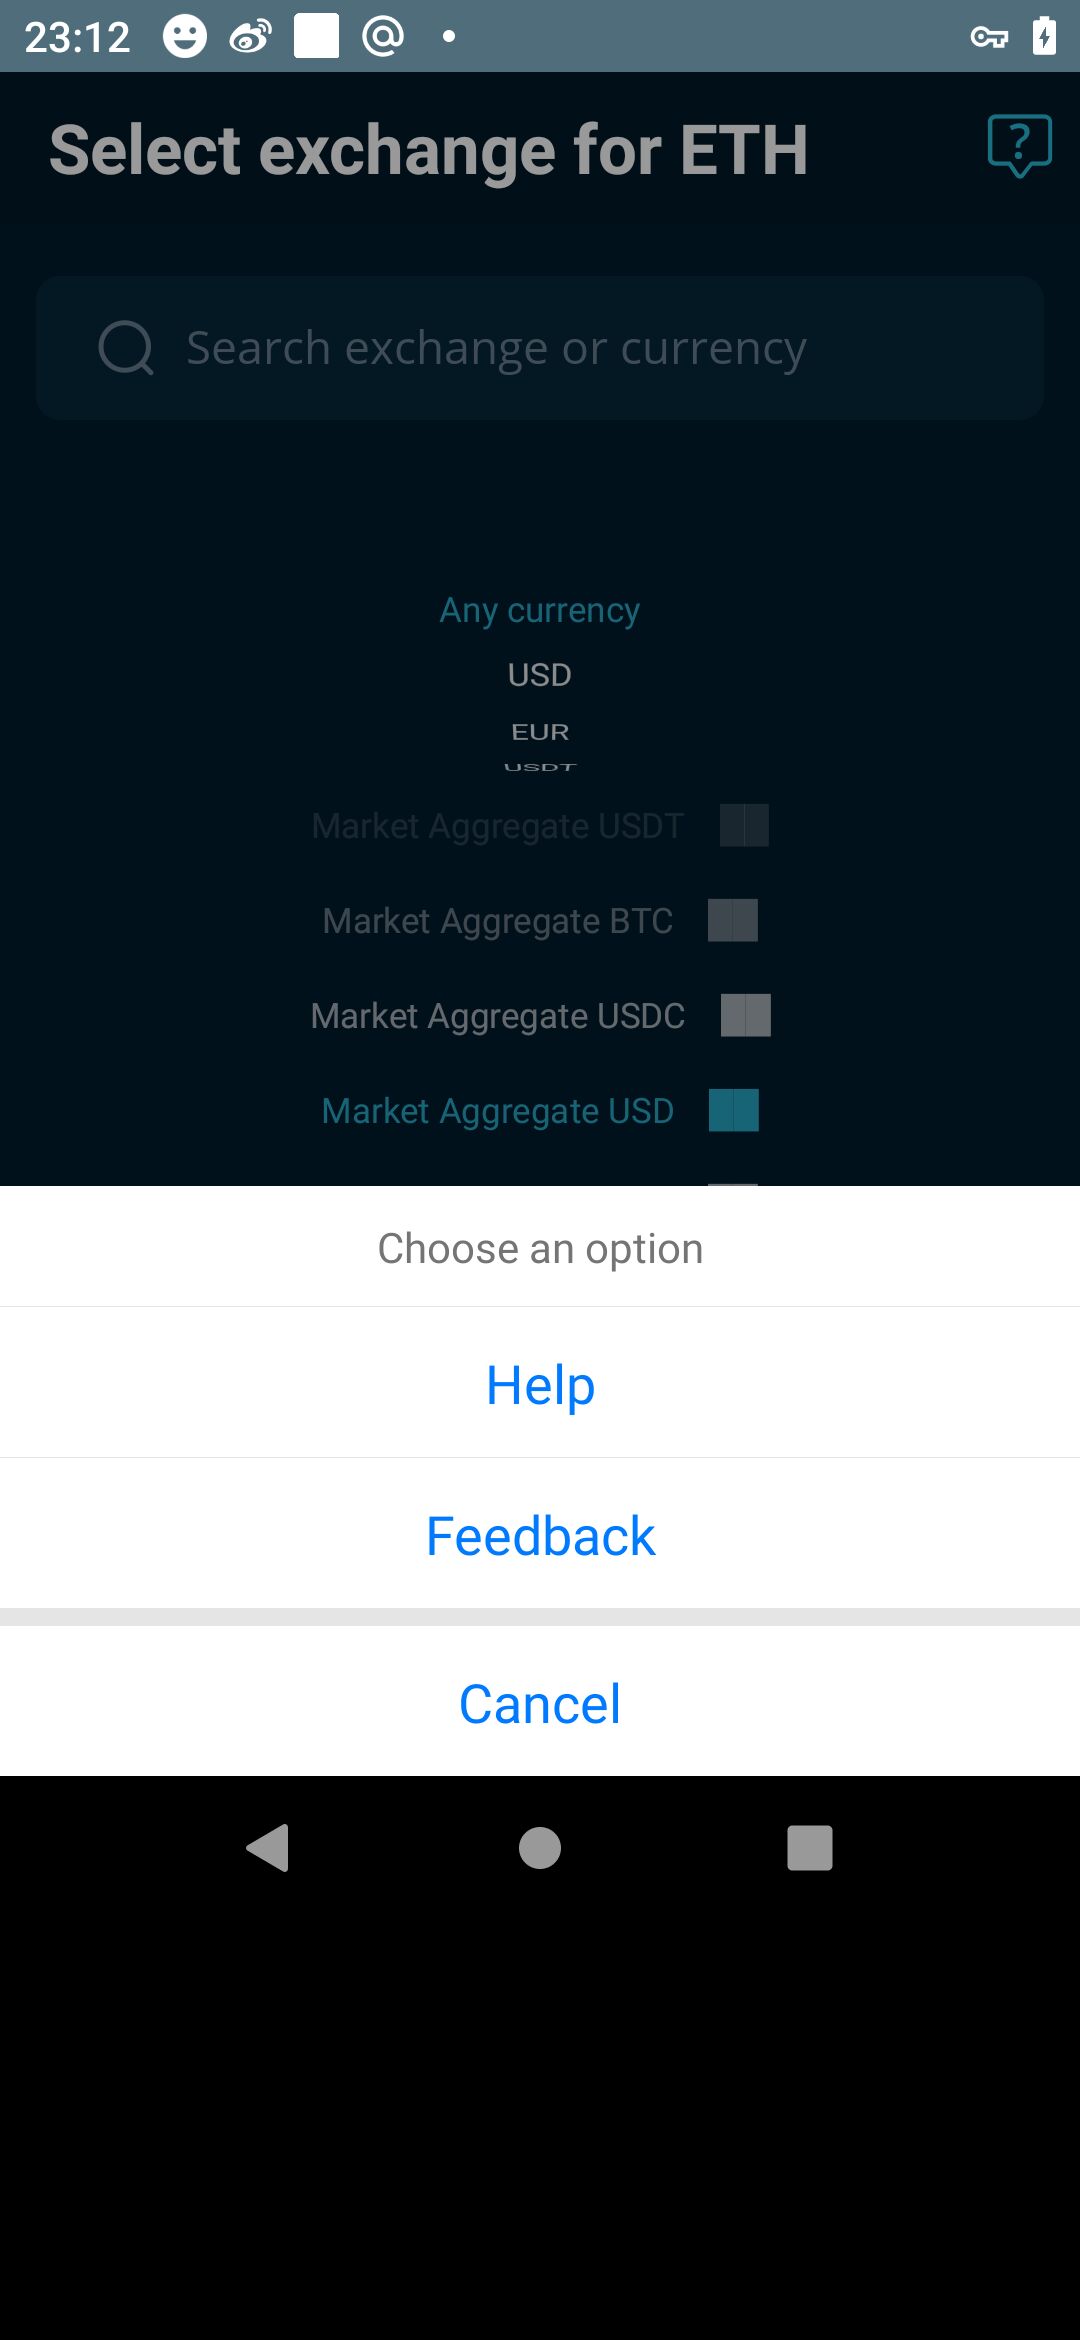 23:12
Select exchange for ETH
Search exchange or currency
Any currency
USD
EUR
USDT
Market Aggregate USDT
Market Aggregate BTC
Market Aggregate USDC
Market Aggregate USD
Choose an option
Help
Feedback
Cancel